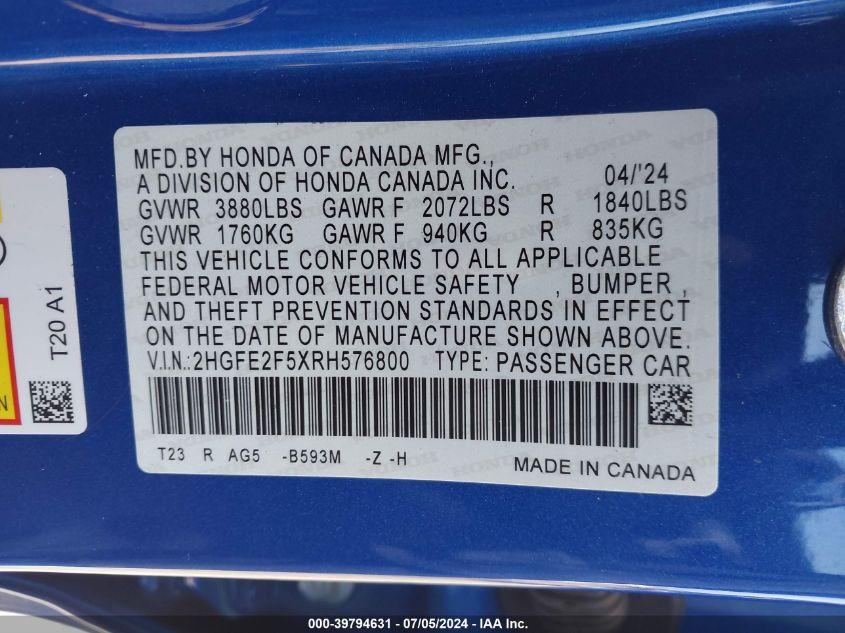 MFD.BY HONDA OF CANADA MFG.,
A DIVISION OF HONDA CANADA INC. 04/'24
GVWR 3880LBS GAWR F 2072LBS R 1840LBS
GVWR 1760KG GAWR F 940KG R 835KG
THIS VEHICLE CONFORMS TO ALL APPLICABLE
FEDERAL MOTOR VEHICLE SAFETY , BUMPER ,
AND THEFT PREVENTION STANDARDS IN EFFECT
ON THE DATE OF MANUFACTURE SHOWN ABOVE.
V.I.N.:2HGFE2F5XRH576800 TYPE: PASSENGER CAR
T23 R AG5 -B593M -Z -H
MADE IN CANADA
T20 A1
000-39794631 - 07/05/2024 - IAA Inc.